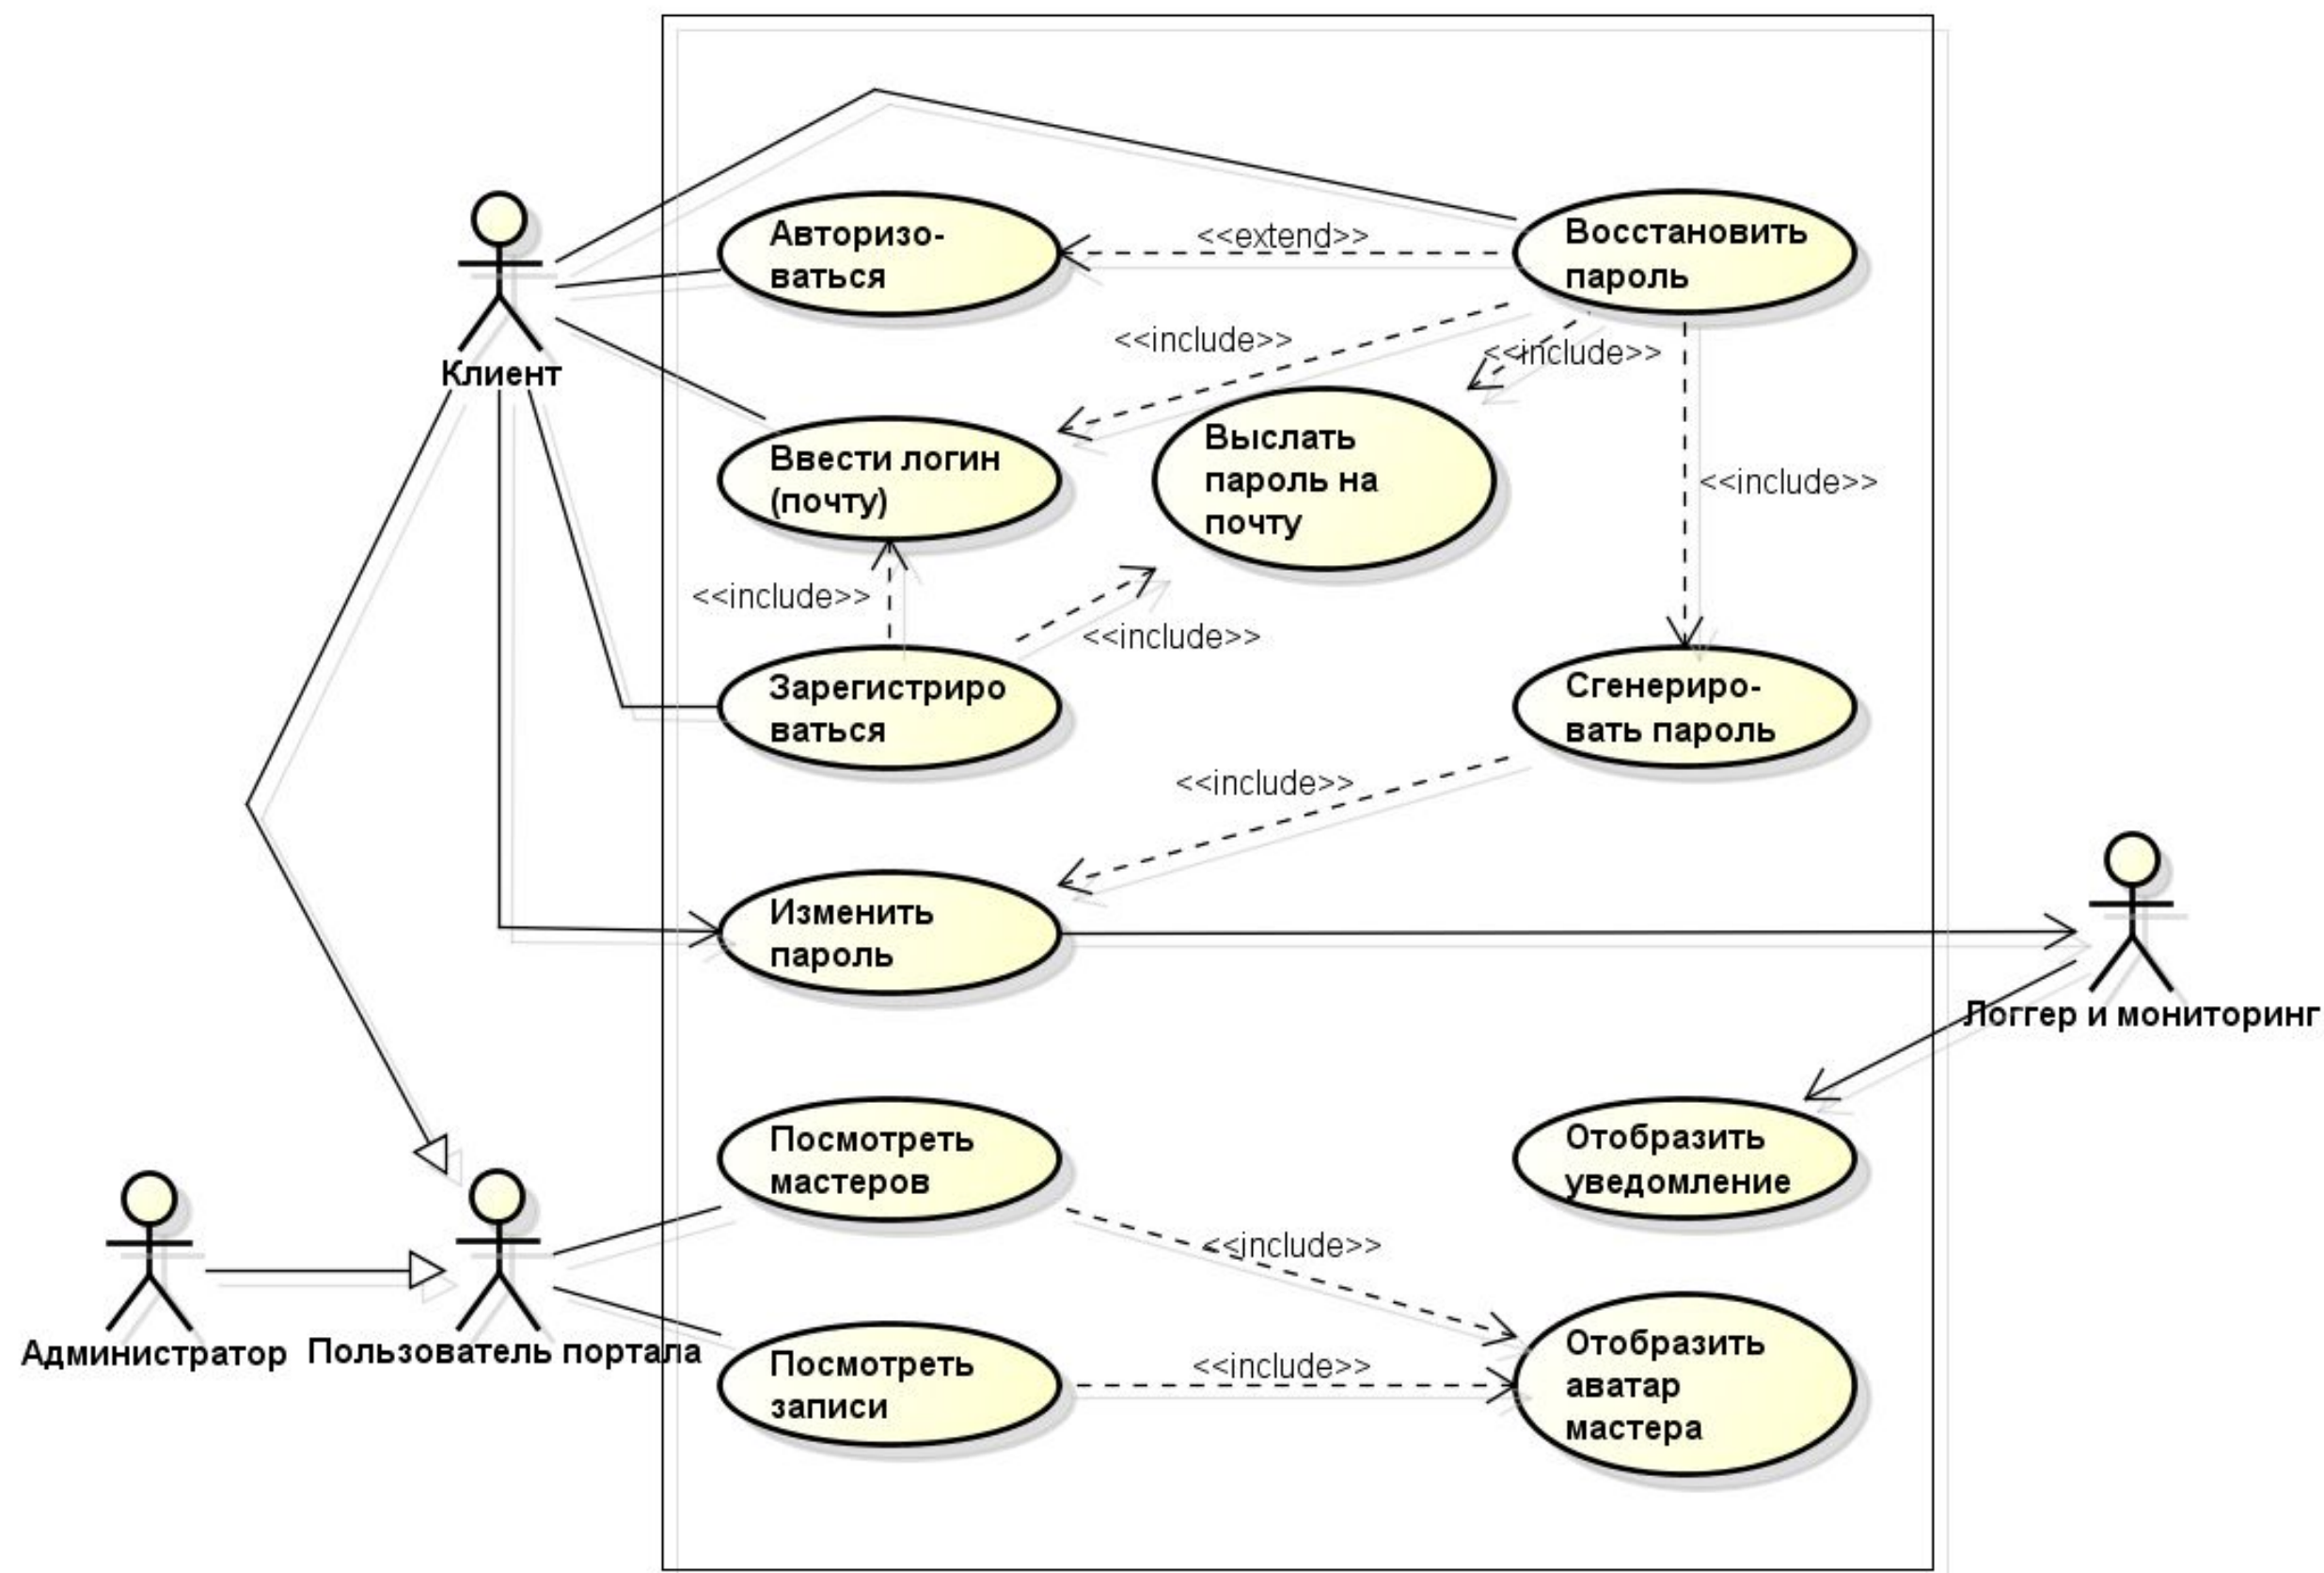 Авторизо-
ваться
<<extend>>
Восстановить
пароль
Клиент
<<include>>
<<include>>
Ввести логин
(почту)
Выслать
пароль на
почту
<<include>>
<<include>>
<<include>>
Зарегистриро
ваться
Сгенериро-
вать пароль
<<include>>
Изменить
пароль
Логгер и мониторинг
Посмотреть
мастеров
Отобразить
уведомление
<<include>>
Администратор
Пользователь портала
Посмотреть
записи
<<include>>
Отобразить
аватар
мастера